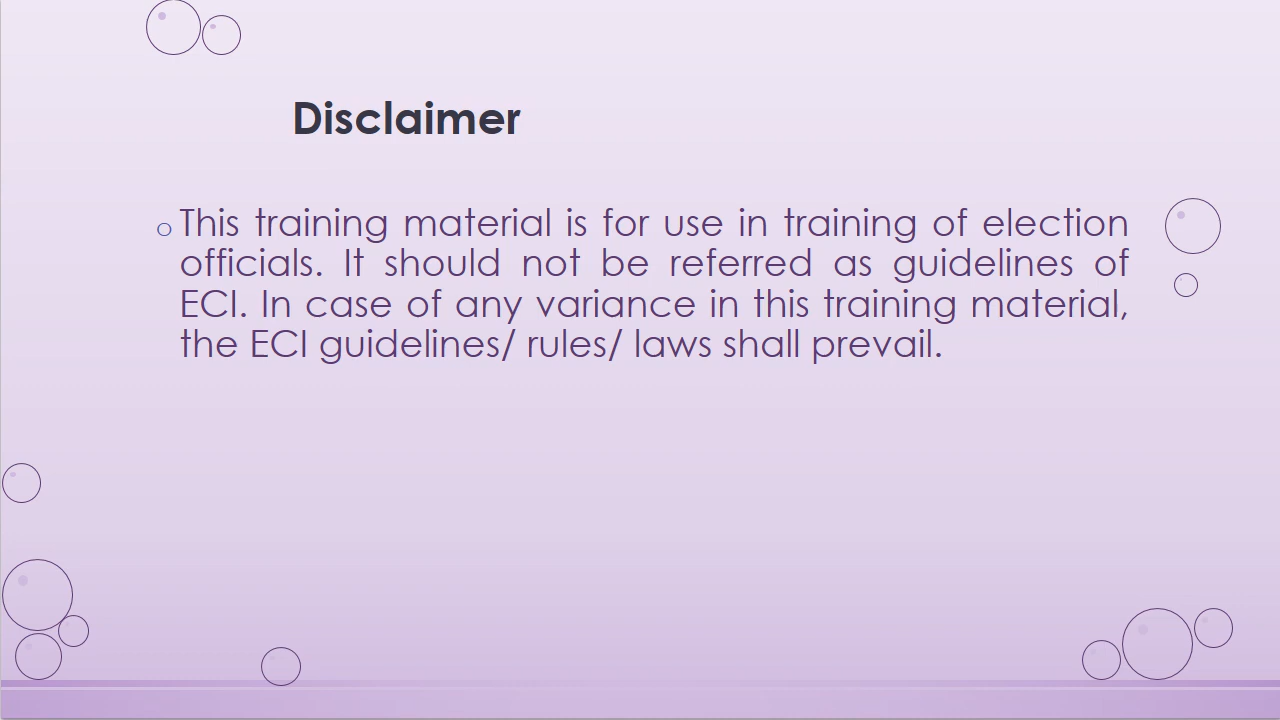 Disclaimer
This training material is for use in training of election
officials. It should not be referred as guidelines of
ECI. In case of any variance in this training material,
the ECI guidelines/ rules/ laws shall prevail.